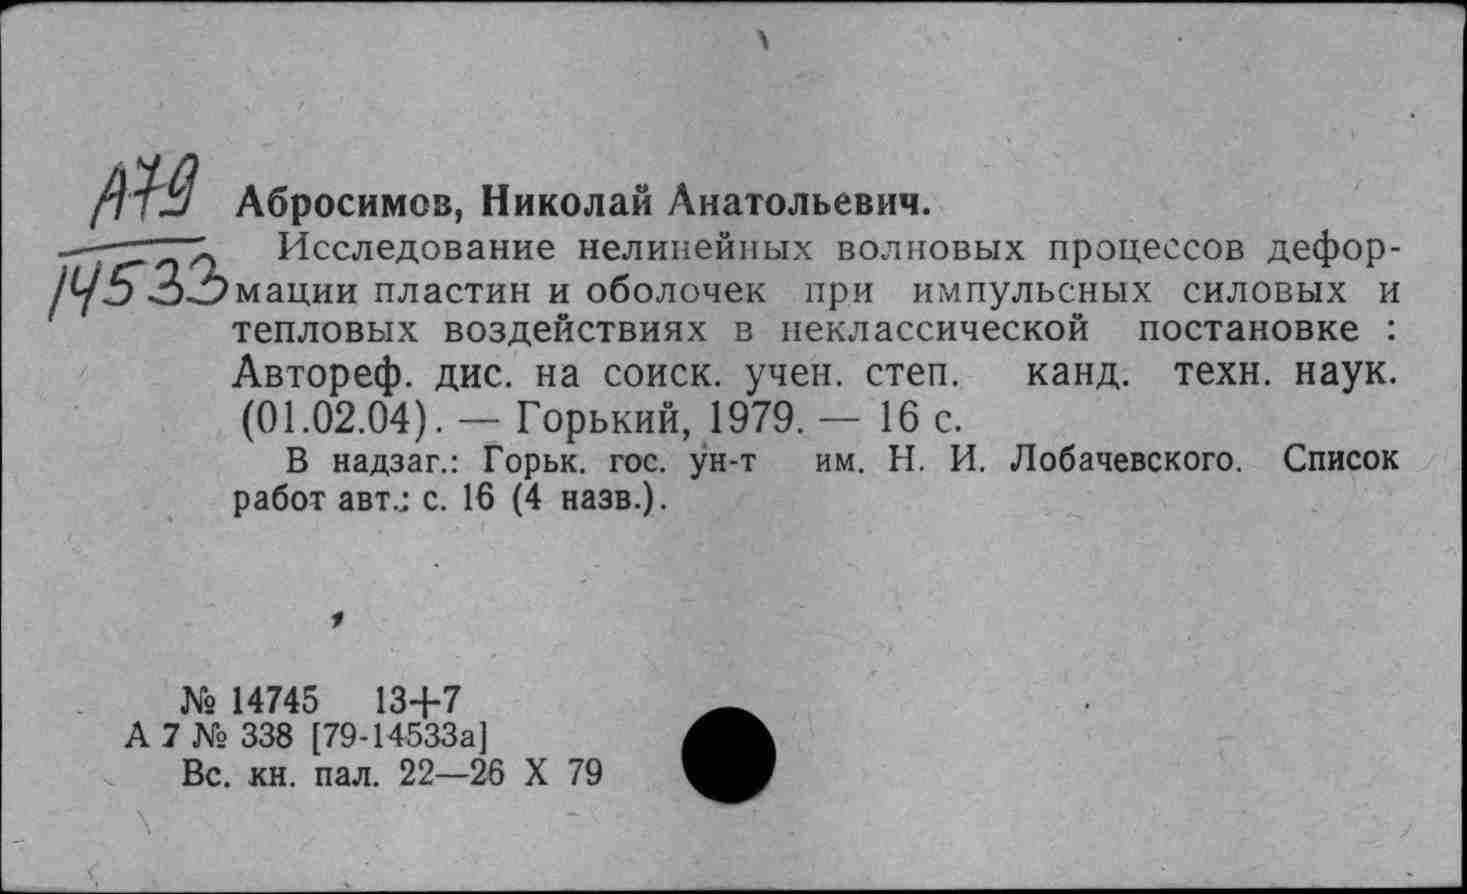 А79
14533
Абросимов, Николай Анатольевич.
Исследование нелинейных волновых процессов дефор-
мации пластин и оболочек при импульсных силовых и
тепловых воздействиях в неклассической постановке :
Автореф. дис. на соиск. учен. степ. канд. техн. наук.
(01.02.04). — Горький, 1979. — 16 с.
В надзаг.: Горьк. гос. ун-т им. Н. И. Лобачевского. Список
работ авт.: с. 16 (4 назв.).
№ 14745 13+7
А 7 № 338 [79-14533а]
Вс. кн. пал. 22—26 X 79